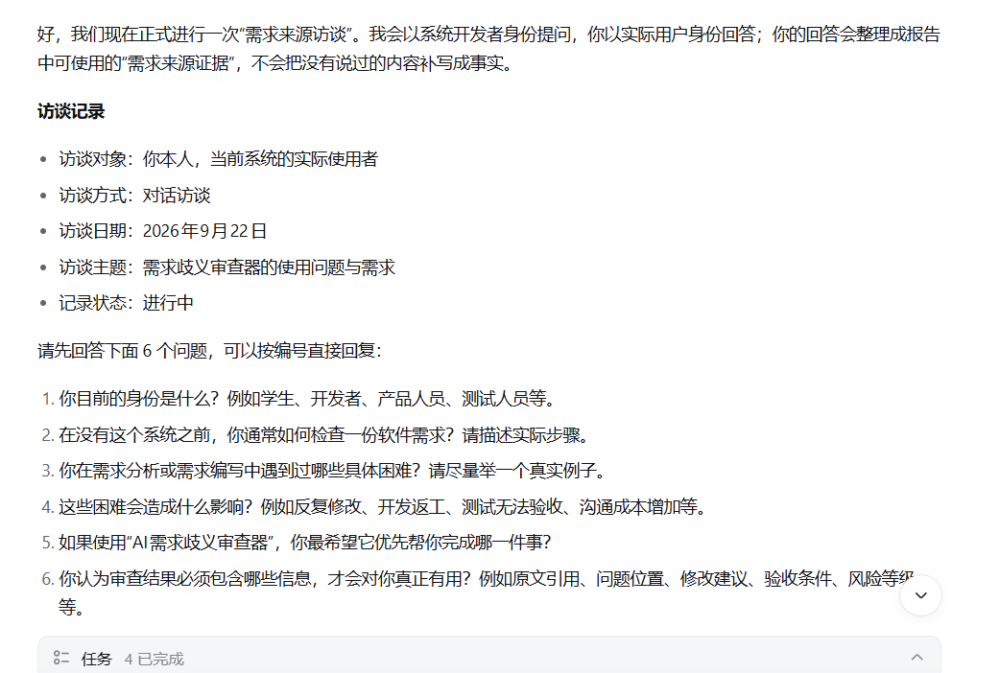 好，我们现在正式进行一次“需求来源访谈”。我会以系统开发者身份提问，你以实际用户身份回答；你的回答会整理成报告
中可使用的“需求来源证据”，不会把没有说过的内容补写成事实。
访谈记录
• 访谈对象：你本人，当前系统的实际使用者
• 访谈方式：对话访谈
• 访谈日期：2026年9月22日
• 访谈主题：需求歧义审查器的使用问题与需求
• 记录状态：进行中
请先回答下面 6 个问题，可以按编号直接回复：
1. 你目前的身份是什么？例如学生、开发者、产品人员、测试人员等。
2. 在没有这个系统之前，你通常如何检查一份软件需求？请描述实际步骤。
3. 你在需求分析或需求编写中遇到过哪些具体困难？请尽量举一个真实例子。
4. 这些困难会造成什么影响？例如反复修改、开发返工、测试无法验收、沟通成本增加等。
5. 如果使用“AI需求歧义审查器”，你最希望它优先帮你完成哪一件事？
6. 你认为审查结果必须包含哪些信息，才会对你真正有用？例如原文引用、问题位置、修改建议、验收条件、风险等级
等。
任务 4 已完成